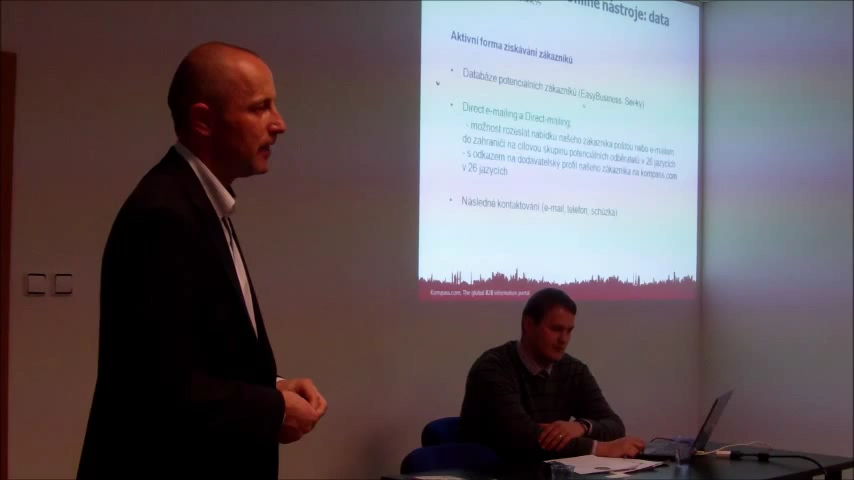 nástroje: data
Aktivní forma získávání zákazníků
• Databáze potenciálních zákazníků (EasyBusiness,
• Direct e-mailing a Direct-mailing:
- možnost rozeslat nabídku našeho zákazníka poštou nebo e-mailem
do zahraničí na cílovou skupinu potenciálních odběratelů v 26 jazycích
- s odkazem na dodavatelský profil našeho zákazníka na kompass.com
v 26 jazycích
• Následné kontaktování (e-mail, telefon, schůzka)
Kompass.com, The global B2B information portal